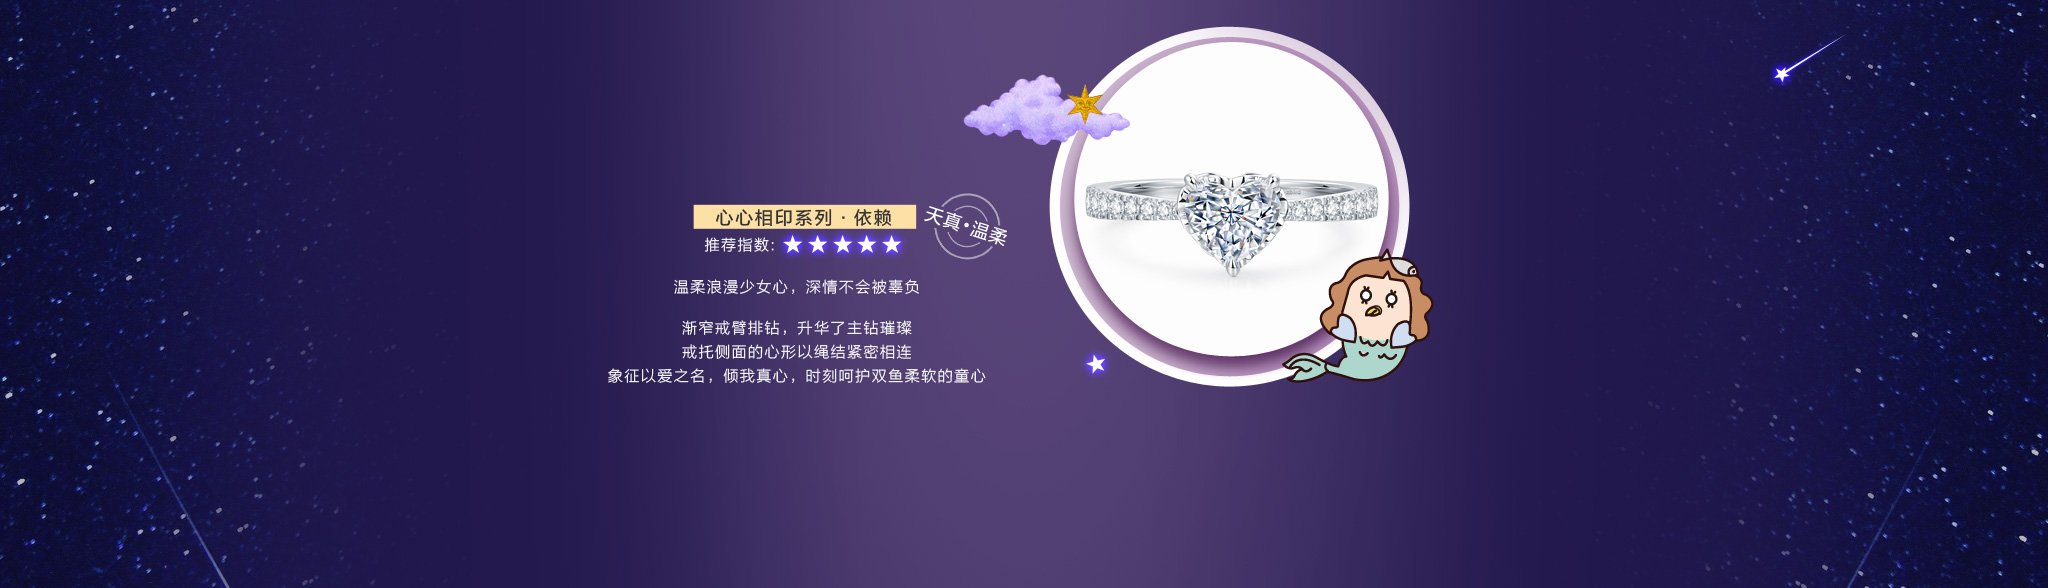 心心相印系列 · 依赖
天真·温柔
推荐指数: ★★★★★
温柔浪漫少女心，深情不会被辜负
渐窄戒臂排钻，升华了主钻璀璨
戒托侧面的心形以绳结紧密相连
象征以爱之名，倾我真心，时刻呵护双鱼柔软的童心